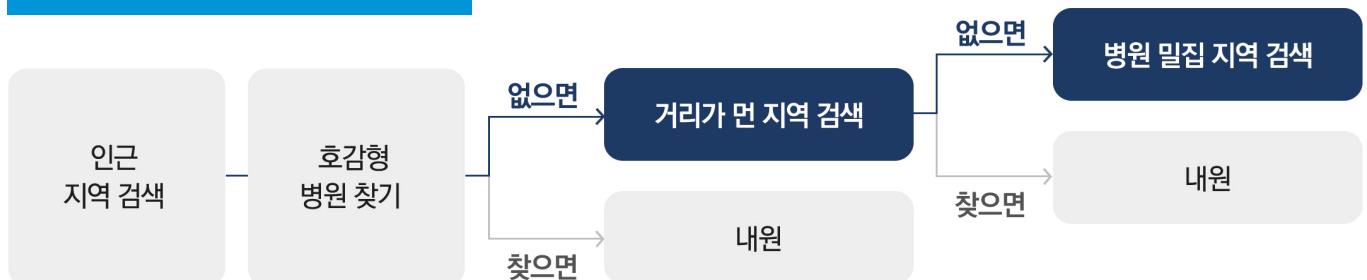 인근
지역 검색
호감형
병원 찾기
없으면
거리가 먼 지역 검색
찾으면
내원
없으면
병원 밀집 지역 검색
찾으면
내원